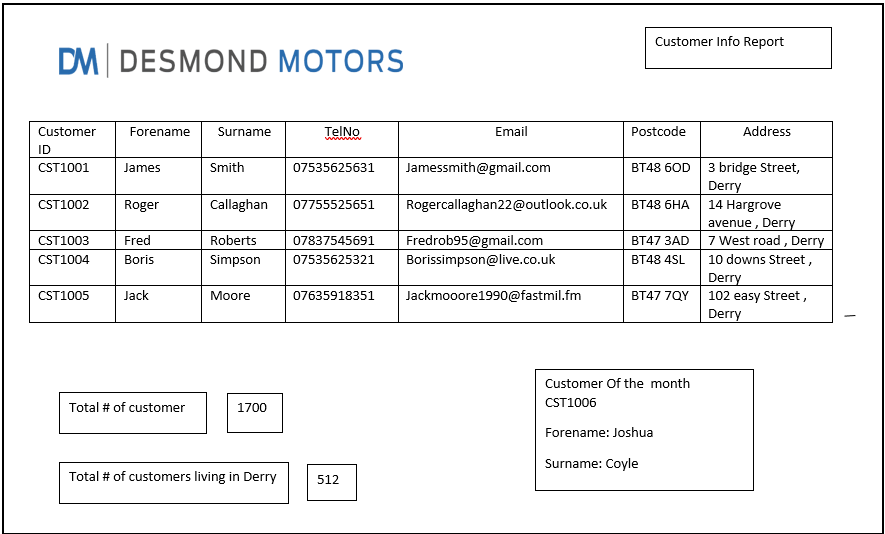 DM | DESMOND MOTORS
Customer Info Report
Customer ID Forename Surname TelNo Email Postcode Address
CST1001 James Smith 07535625631 Jamessmith@gmail.com BT48 6OD 3 bridge Street, Derry
CST1002 Roger Callaghan 07755525651 Rogercallaghan22@outlook.co.uk BT48 6HA 14 Hargrove avenue , Derry
CST1003 Fred Roberts 07837545691 Fredrob95@gmail.com BT47 3AD 7 West road , Derry
CST1004 Boris Simpson 07535625321 Borissimpson@live.co.uk BT48 4SL 10 downs Street , Derry
CST1005 Jack Moore 07635918351 Jackmooore1990@fastmil.fm BT47 7QY 102 easy Street , Derry
Total # of customer 1700
Total # of customers living in Derry 512
Customer Of the month
CST1006
Forename: Joshua
Surname: Coyle